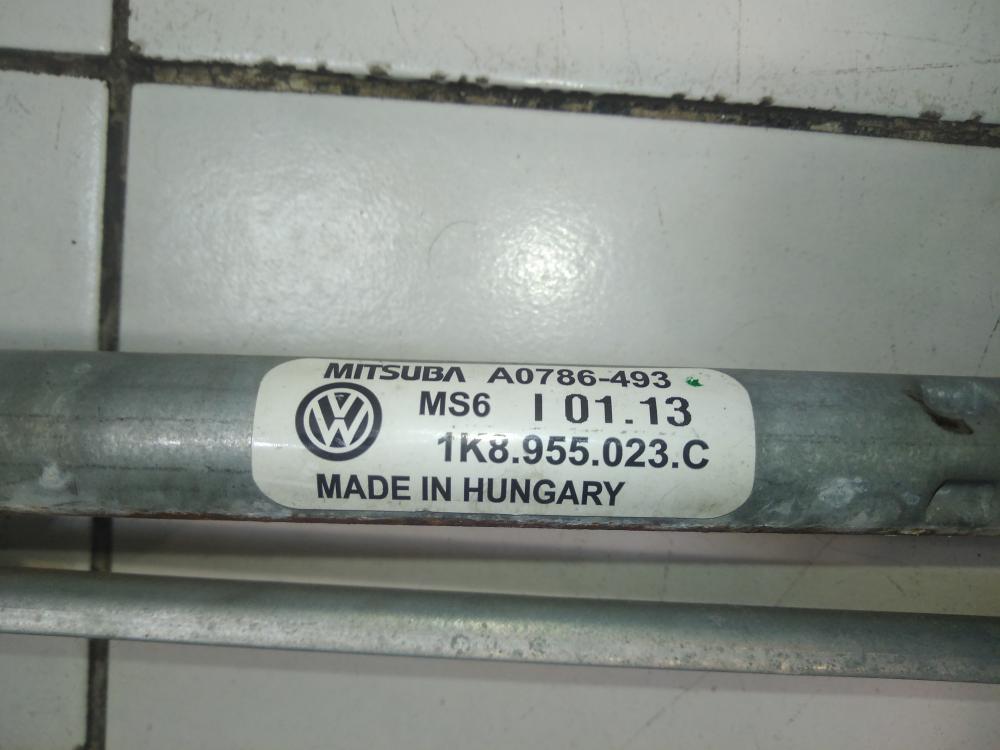 MITSUBA A0786-493
MS6 I 01.13
1K8.955.023.C
MADE IN HUNGARY